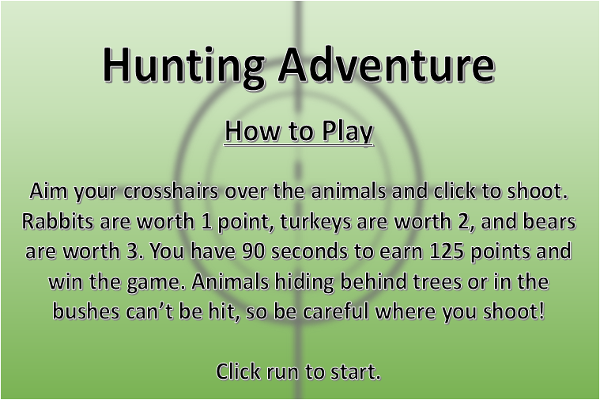 Hunting Adventure
How to Play
Aim your crosshairs over the animals and click to shoot.
Rabbits are worth 1 point, turkeys are worth 2, and bears
are worth 3. You have 90 seconds to earn 125 points and
win the game. Animals hiding behind trees or in the
bushes can’t be hit, so be careful where you shoot!
Click run to start.